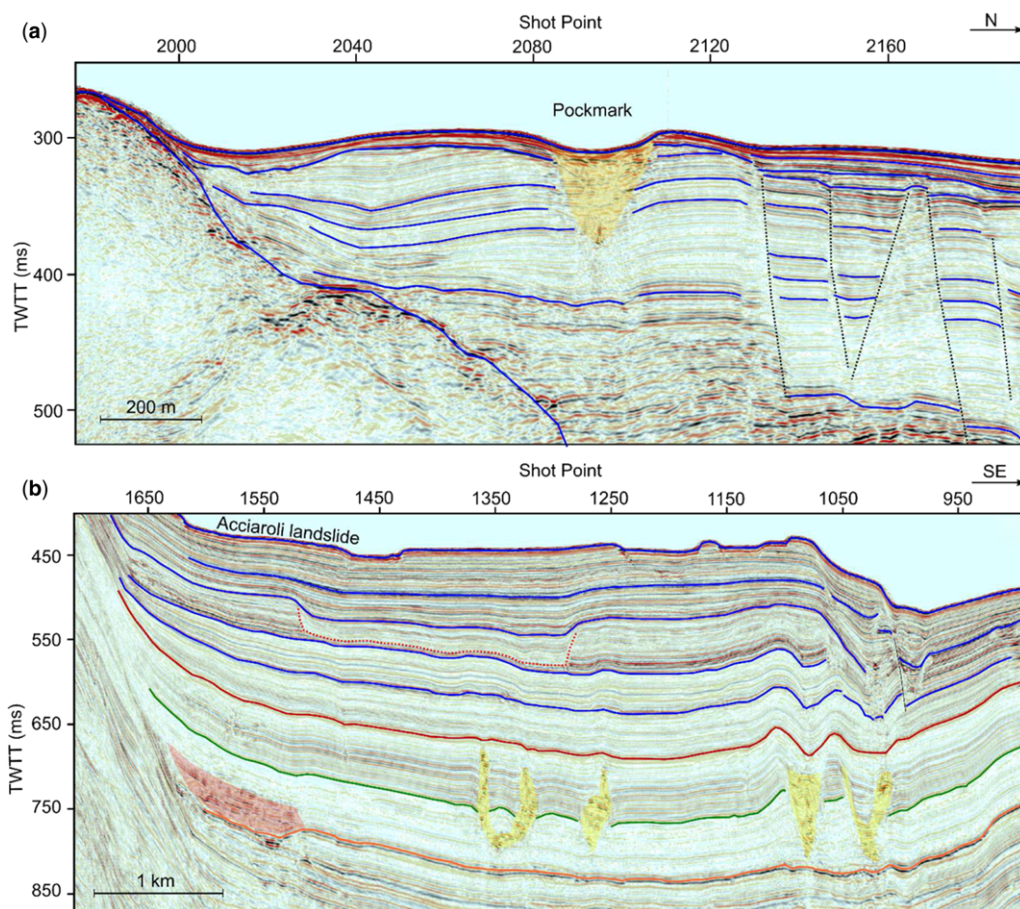 (a)
Shot Point
N
2000 2040 2080 2120 2160
Pockmark
300
400
500
TWTT (ms)
200 m
(b)
Shot Point
SE
1650 1550 1450 1350 1250 1150 1050 950
Acciaroli landslide
450
550
650
750
850
TWTT (ms)
1 km